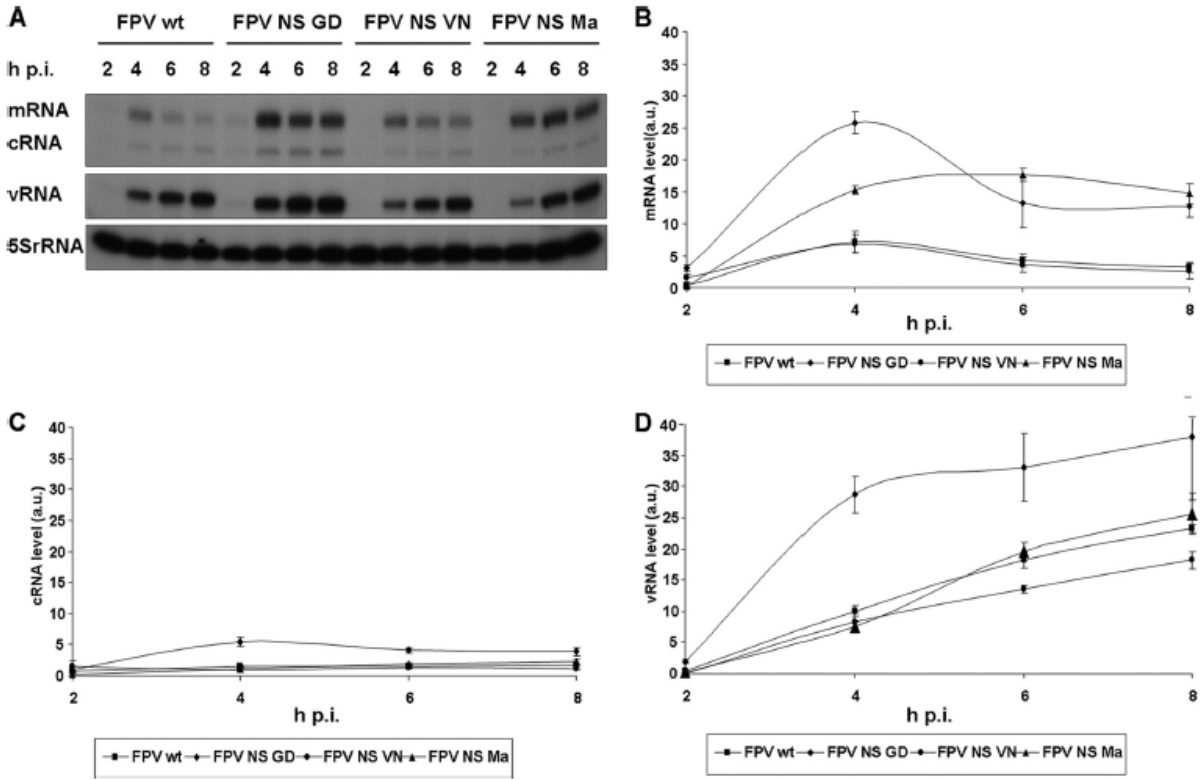 A
FPV wt FPV NS GD FPV NS VN FPV NS Ma
h p.i. 2 4 6 8 2 4 6 8 2 4 6 8 2 4 6 8
mRNA
cRNA
vRNA
5SrRNA
B
mRNA level(a.u.)
40
35
30
25
20
15
10
5
0
2 4 6 8
h p.i.
FPV wt FPV NS GD FPV NS VN FPV NS Ma
C
cRNA level (a.u.)
40
35
30
25
20
15
10
5
0
2 4 6 8
h p.i.
FPV wt FPV NS GD FPV NS VN FPV NS Ma
D
vRNA level (a.u.)
40
35
30
25
20
15
10
5
0
2 4 6 8
h p.i.
FPV wt FPV NS GD FPV NS VN FPV NS Ma